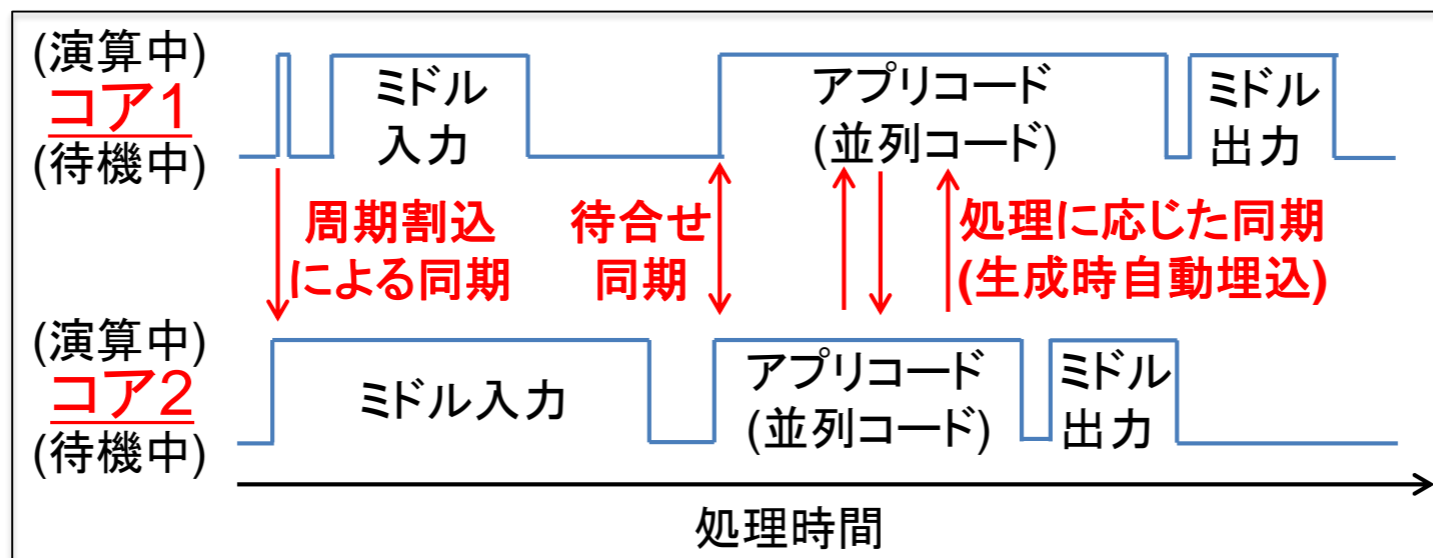 (演算中)
コア1
(待機中)
ミドル
入力
アプリコード
(並列コード)
ミドル
出力
周期割込
による同期
待合せ
同期
処理に応じた同期
(生成時自動埋込)
(演算中)
コア2
(待機中)
ミドル入力
アプリコード
(並列コード)
ミドル
出力
処理時間